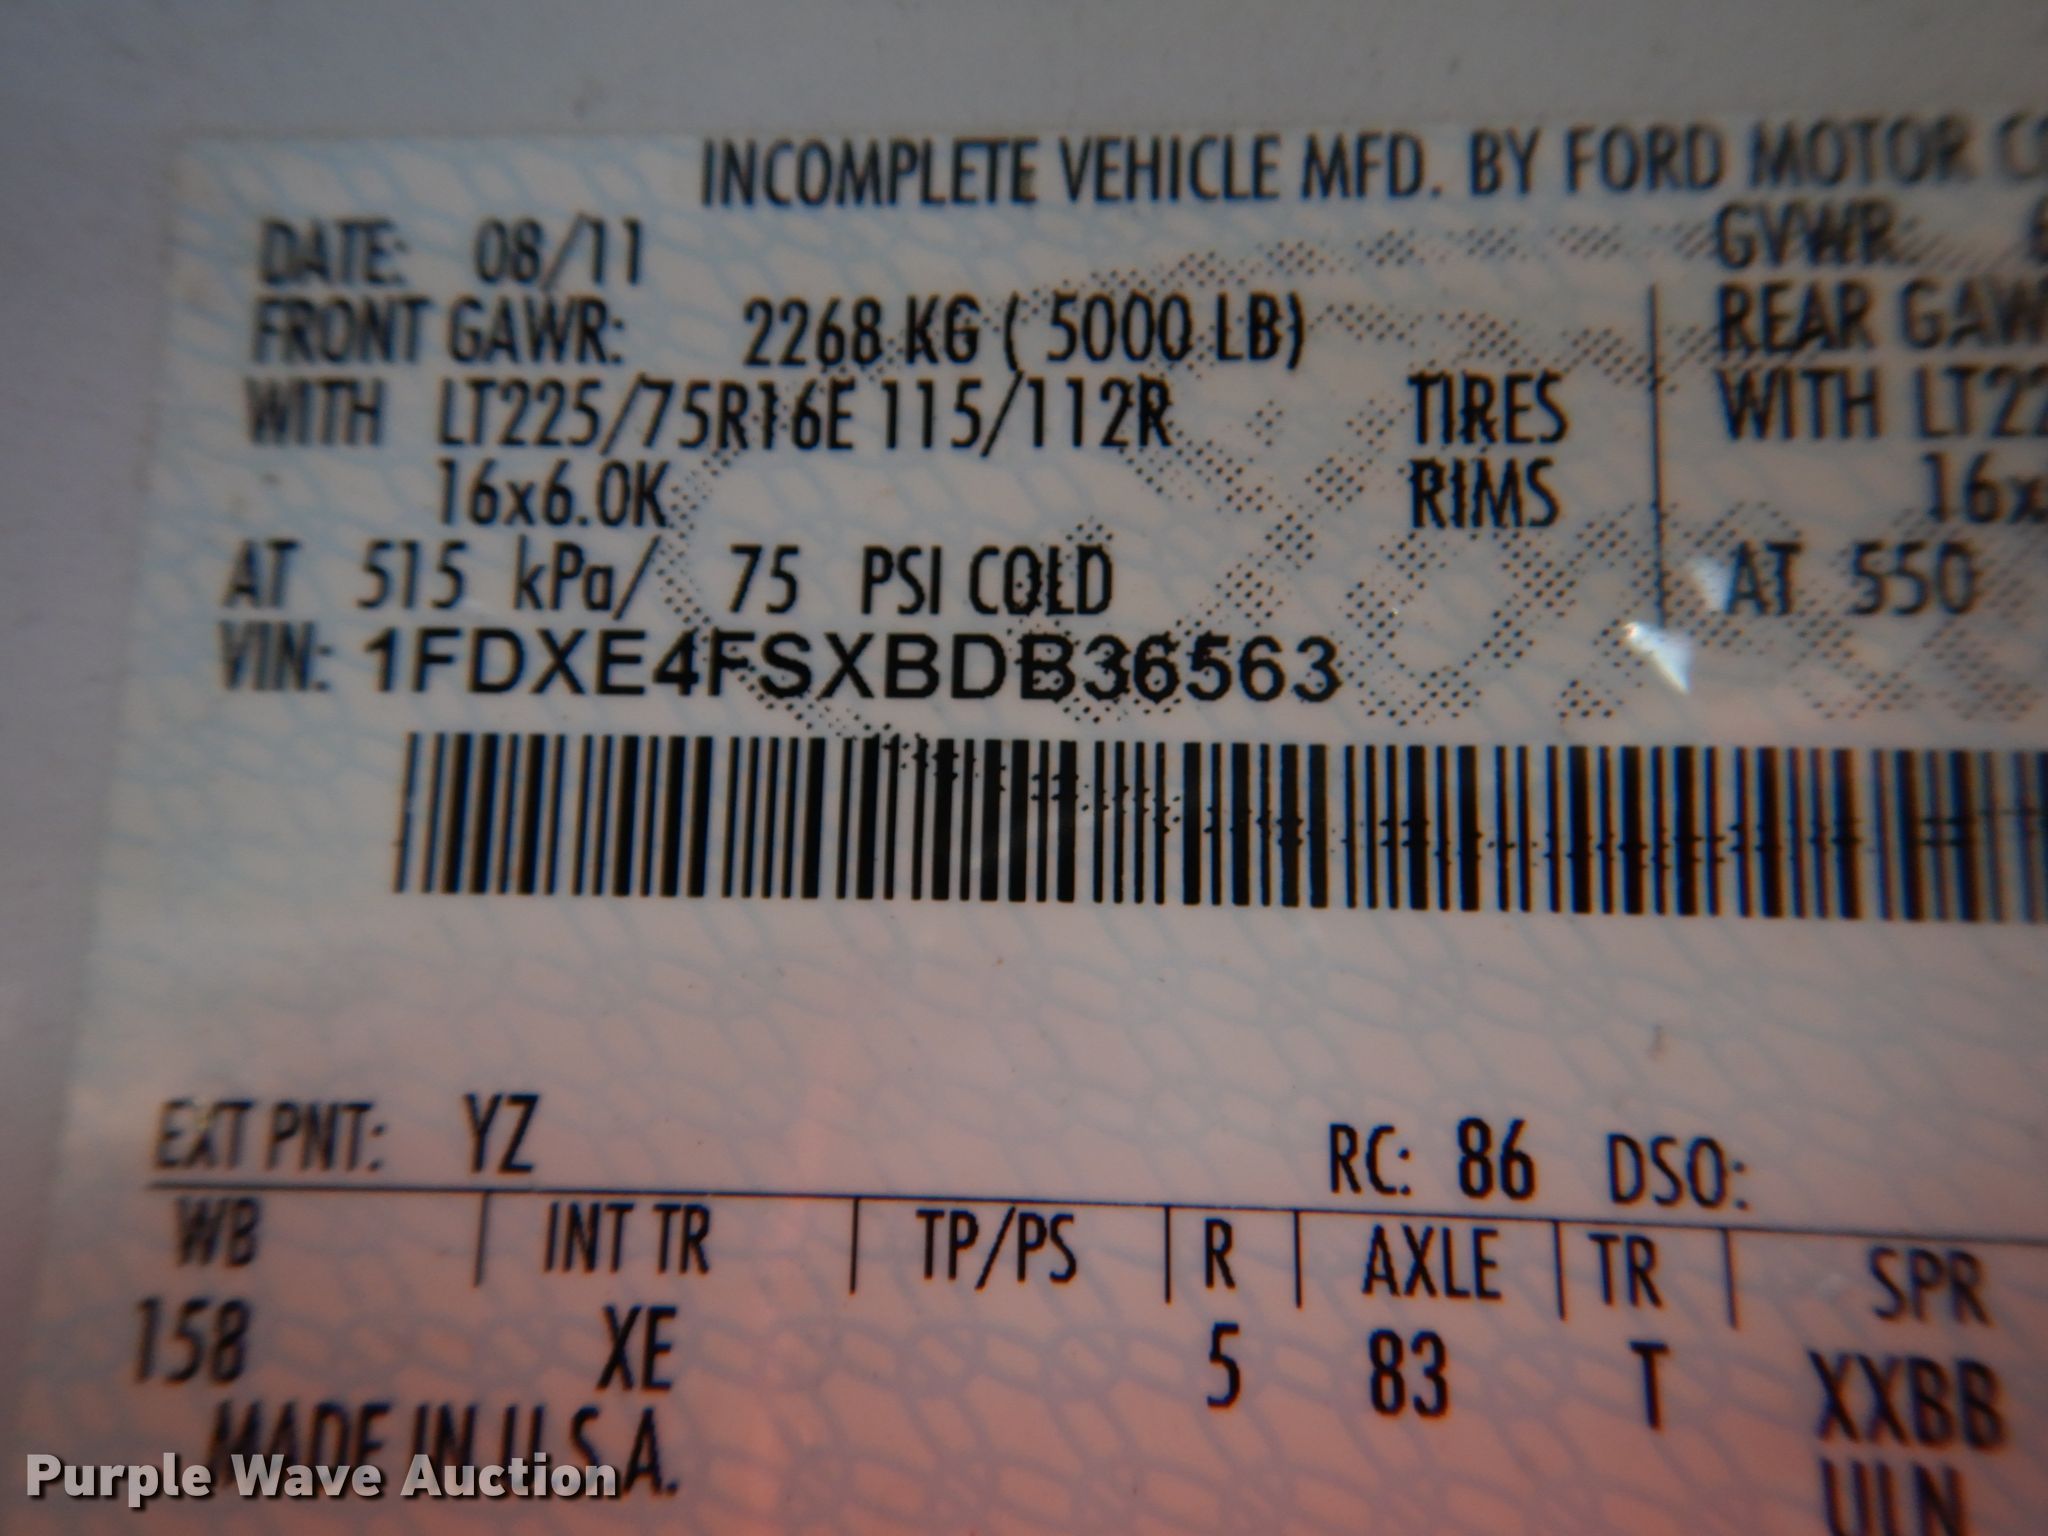 INCOMPLETE VEHICLE MFD. BY FORD MOTOR
DATE: 08/11 GVWR:
FRONT GAWR: 2268 KG ( 5000 LB) REAR GAWR
WITH LT225/75R16E 115/112R TIRES WITH LT22
16x6.0K RIMS 16x
AT 515 kPa/ 75 PSI COLD AT 550
VIN: 1FDXE4FSXBDB36563
EXT PNT: YZ RC: 86 DSO:
WB INT TR TP/PS R AXLE TR SPR
158 XE 5 83 T XXBB
MADE IN U.S.A.
Purple Wave Auction